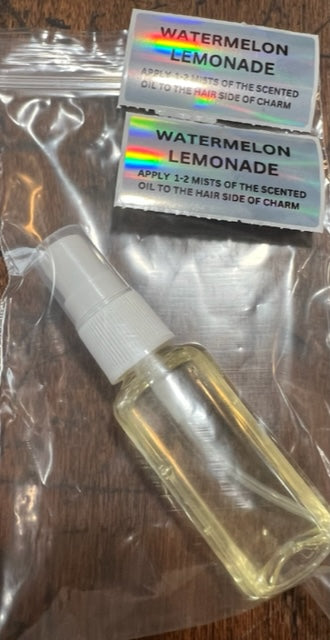 WATERMELON
LEMONADE
APPLY 1-2 MISTS OF THE SCENTED
OIL TO THE HAIR SIDE OF CHARM
WATERMELON
LEMONADE
APPLY 1-2 MISTS OF THE SCENTED
OIL TO THE HAIR SIDE OF CHARM